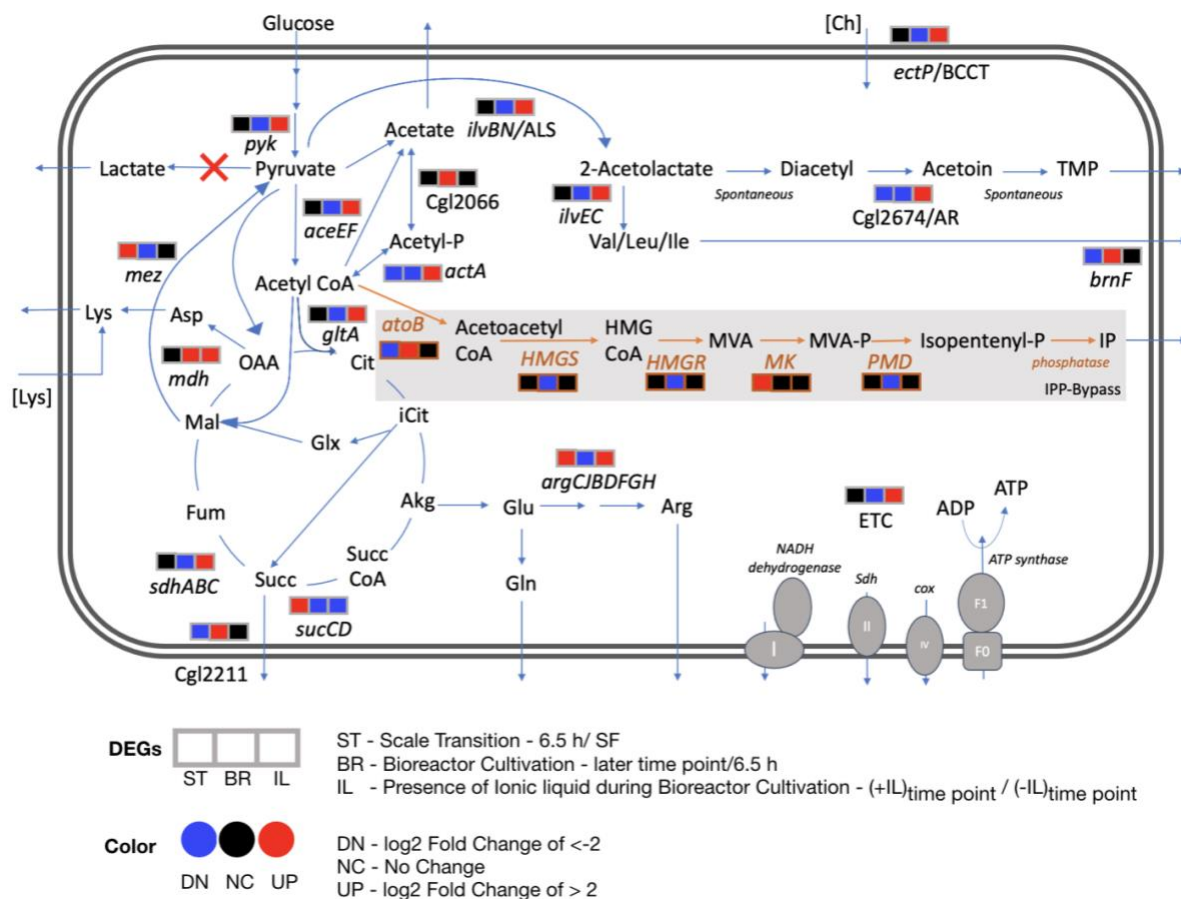 Glucose
[Ch]
ectP/BCCT
Acetate
ilvBN/ALS
pyk
Lactate
Pyruvate
2-Acetolactate
Diacetyl
Acetoin
TMP
Spontaneous
Spontaneous
Cgl2066
ilvEC
Cgl2674/AR
aceEF
Acetyl-P
Val/Leu/Ile
mez
actA
brnF
Acetyl CoA
Lys
Asp
gltA
atoB
Acetoacetyl
CoA
HMG
CoA
MVA
MVA-P
Isopentenyl-P
IP
mdh
OAA
Cit
HMGS
HMGR
MK
PMD
phosphatase
IPP-Bypass
[Lys]
Mal
iCit
Glx
argCJBDFGH
Fum
Akg
Glu
Arg
ETC
ADP
ATP
NADH
dehydrogenase
Sdh
cox
ATP synthase
sdhABC
Succ
Succ
CoA
Gln
sucCD
I
II
IV
F1
F0
Cgl2211
DEGs
ST BR IL
ST - Scale Transition - 6.5 h/ SF
BR - Bioreactor Cultivation - later time point/6.5 h
IL - Presence of Ionic liquid during Bioreactor Cultivation - (+IL)time point / (-IL)time point
Color
DN NC UP
DN - log2 Fold Change of <-2
NC - No Change
UP - log2 Fold Change of > 2